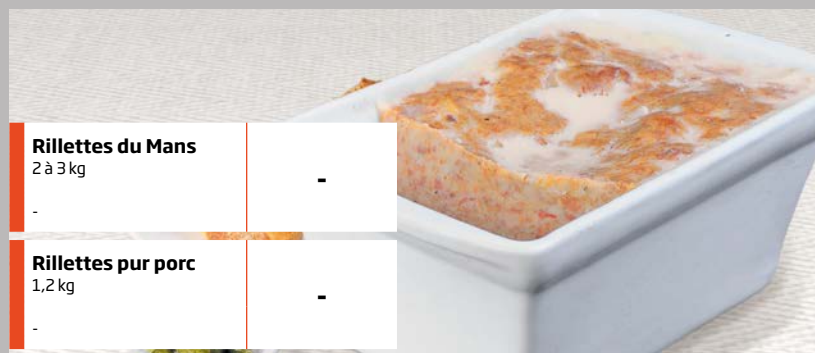 Rillettes du Mans
2 à 3 kg
-
-
Rillettes pur porc
1,2 kg
-
-